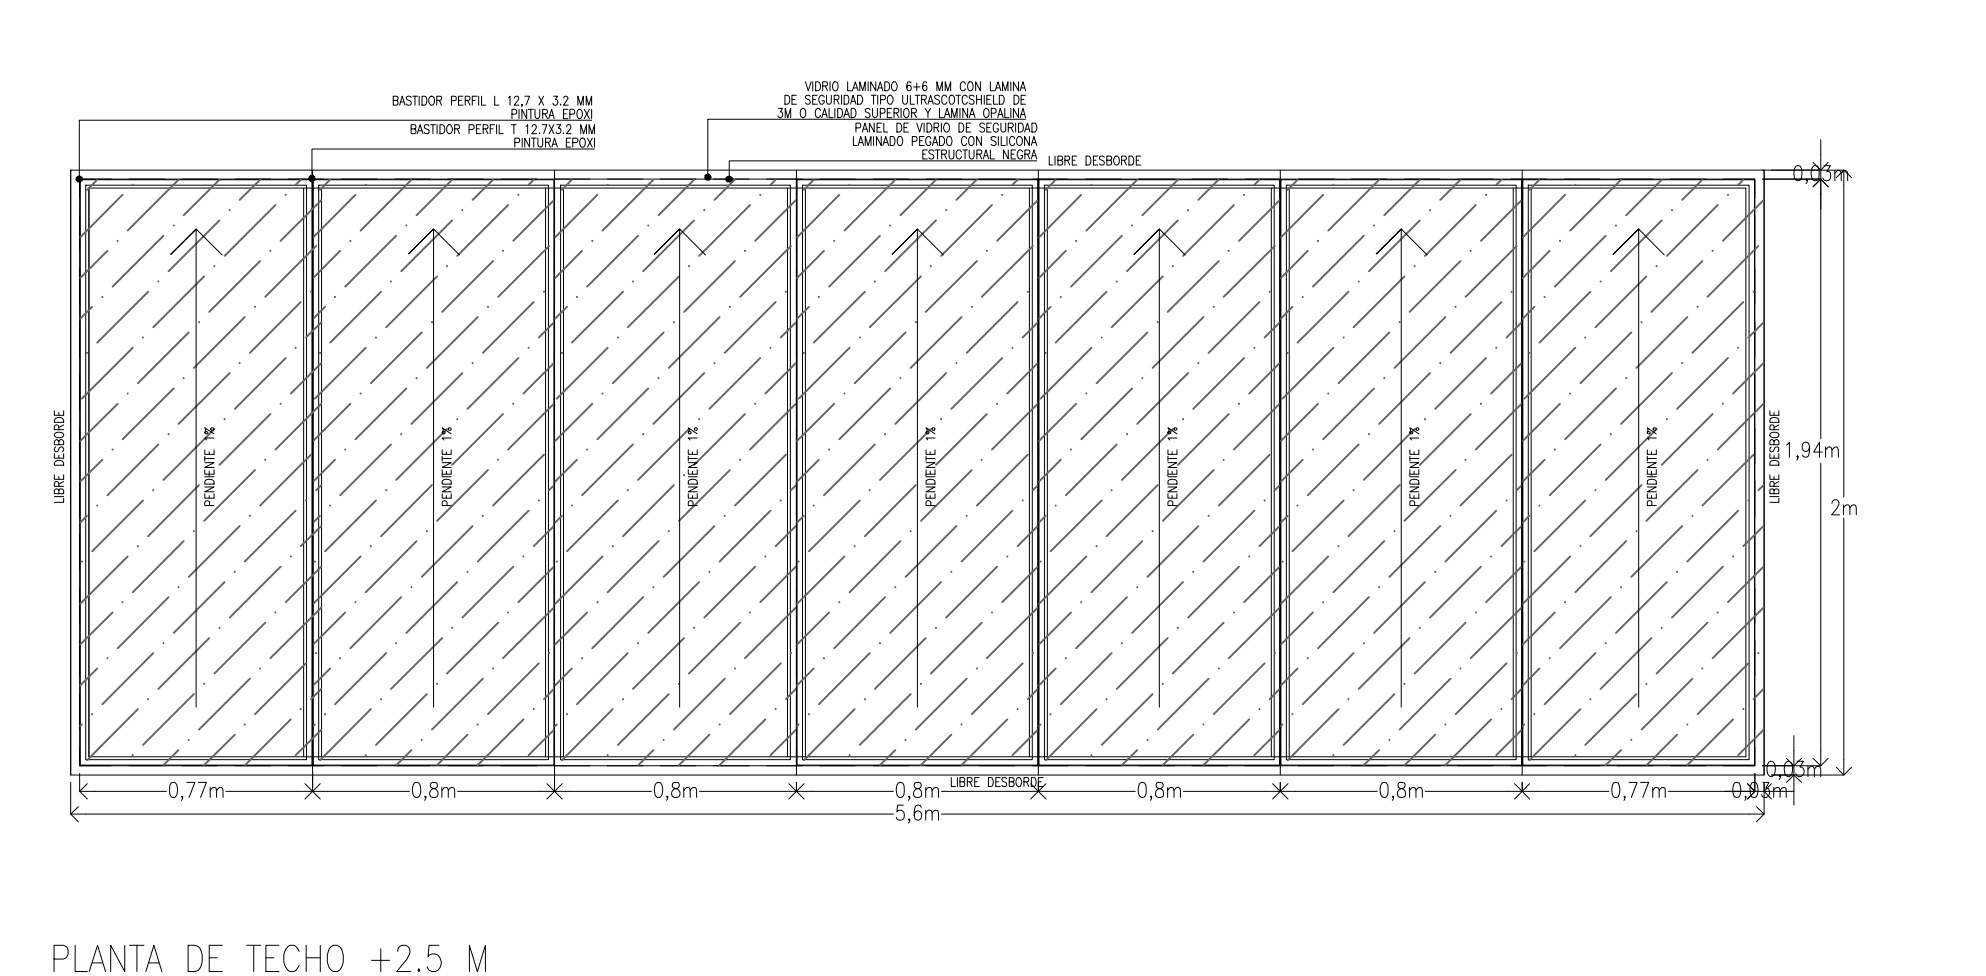 BASTIDOR PERFIL L 12,7 X 3.2 MM
PINTURA EPOXI
BASTIDOR PERFIL T 12.7X3.2 MM
PINTURA EPOXI
VIDRIO LAMINADO 6+6 MM CON LAMINA
DE SEGURIDAD TIPO ULTRASCOTCSHIELD DE
3M O CALIDAD SUPERIOR Y LAMINA OPALINA
PANEL DE VIDRIO DE SEGURIDAD
LAMINADO PEGADO CON SILICONA
ESTRUCTURAL NEGRA
LIBRE DESBORDE
0,03m
LIBRE DESBORDE
PENDIENTE 1%
PENDIENTE 1%
PENDIENTE 1%
PENDIENTE 1%
PENDIENTE 1%
PENDIENTE 1%
PENDIENTE 1%
LIBRE DESBORDE
1,94m
2m
0,03m
LIBRE DESBORDE
0,77m
0,8m
0,8m
0,8m
0,8m
0,8m
0,77m
0,03m
5,6m
PLANTA DE TECHO +2.5 M